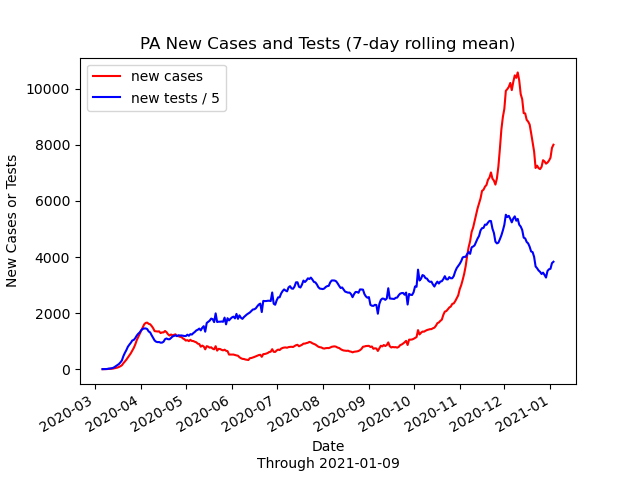 PA New Cases and Tests (7-day rolling mean)
new cases
new tests / 5
New Cases or Tests
10000
8000
6000
4000
2000
0
2020-03
2020-04
2020-05
2020-06
2020-07
2020-08
2020-09
2020-10
2020-11
2020-12
2021-01
Date
Through 2021-01-09